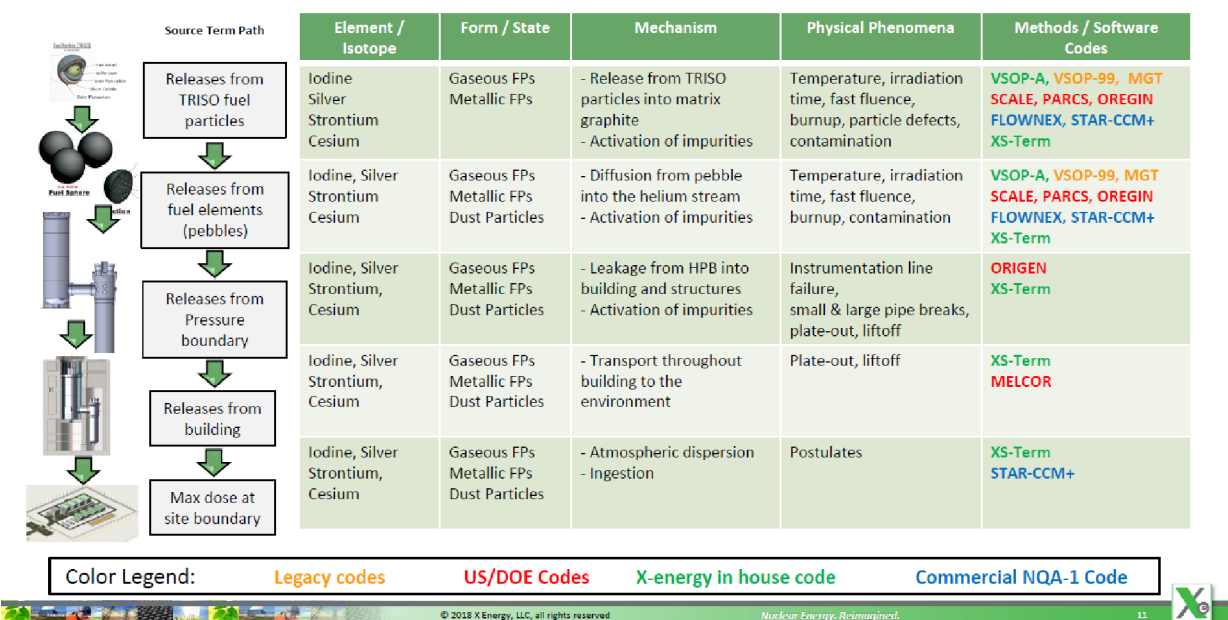 Source Term Path
Element / Isotope
Form / State
Mechanism
Physical Phenomena
Methods / Software Codes
Releases from
TRISO fuel
particles
Iodine
Silver
Strontium
Cesium
Gaseous FPs
Metallic FPs
- Release from TRISO
particles into matrix
graphite
- Activation of impurities
Temperature, irradiation
time, fast fluence,
burnup, particle defects,
contamination
VSOP-A, VSOP-99, MGT
SCALE, PARCS, OREGIN
FLOWNEX, STAR-CCM+
XS-Term
Fuel Sphere
Releases from
fuel elements
(pebbles)
Iodine, Silver
Strontium
Cesium
Gaseous FPs
Metallic FPs
Dust Particles
- Diffusion from pebble
into the helium stream
- Activation of impurities
Temperature, irradiation
time, fast fluence,
burnup, contamination
VSOP-A, VSOP-99, MGT
SCALE, PARCS, OREGIN
FLOWNEX, STAR-CCM+
XS-Term
Releases from
Pressure
boundary
Iodine, Silver
Strontium,
Cesium
Gaseous FPs
Metallic FPs
Dust Particles
- Leakage from HPB into
building and structures
- Activation of impurities
Instrumentation line
failure,
small & large pipe breaks,
plate-out, liftoff
ORIGEN
XS-Term
Releases from
building
Iodine, Silver
Strontium,
Cesium
Gaseous FPs
Metallic FPs
Dust Particles
- Transport throughout
building to the
environment
Plate-out, liftoff
XS-Term
MELCOR
Max dose at
site boundary
Iodine, Silver
Strontium,
Cesium
Gaseous FPs
Metallic FPs
Dust Particles
- Atmospheric dispersion
- Ingestion
Postulates
XS-Term
STAR-CCM+
Color Legend: Legacy codes US/DOE Codes X-energy in house code Commercial NQA-1 Code
© 2018 X Energy, LLC, all rights reserved
Nuclear Energy. Reimagined.
11
Xe